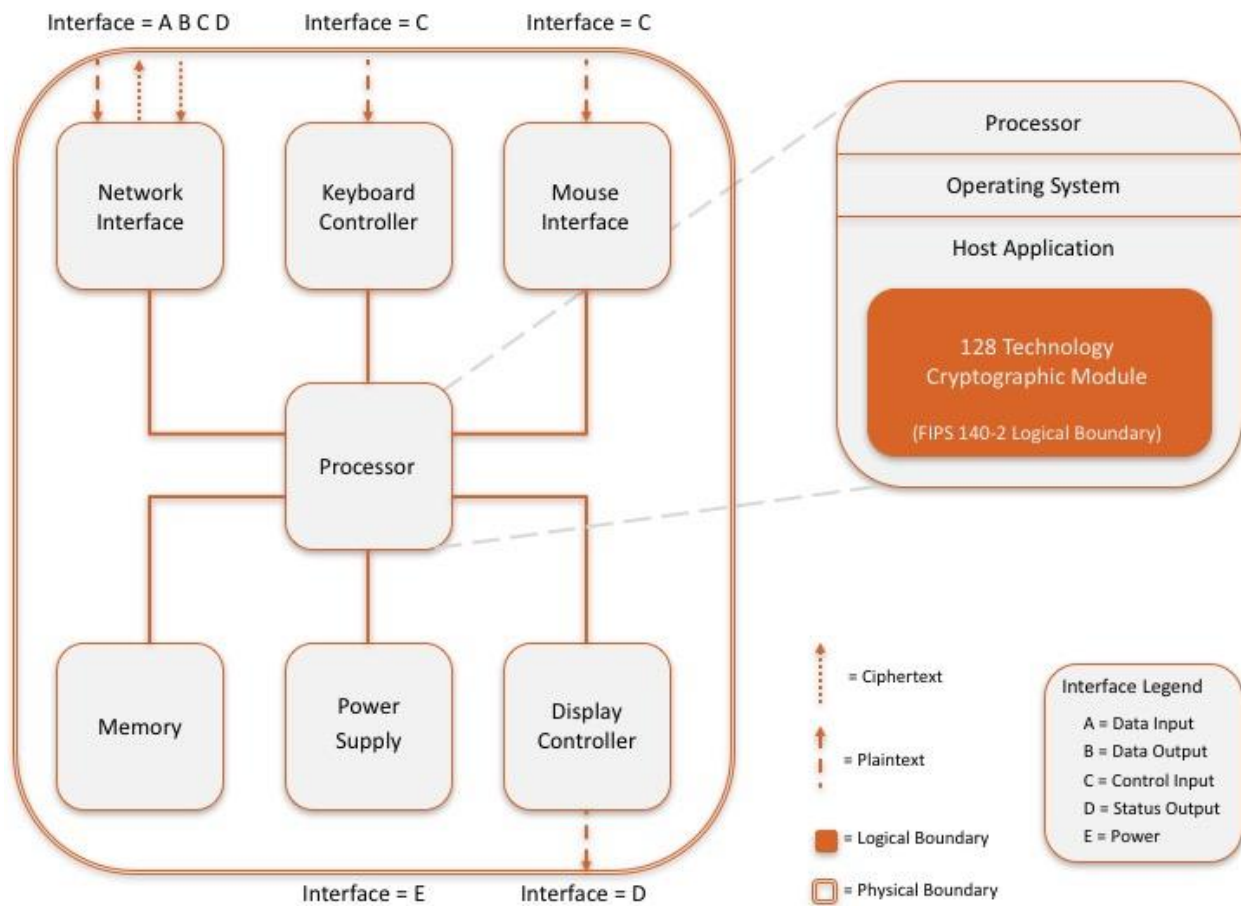 Interface = A B C D
Interface = C
Interface = C
Network
Interface
Keyboard
Controller
Mouse
Interface
Processor
Memory
Power
Supply
Display
Controller
Interface = E
Interface = D
Processor
Operating System
Host Application
128 Technology
Cryptographic Module
(FIPS 140-2 Logical Boundary)
= Ciphertext
= Plaintext
= Logical Boundary
= Physical Boundary
Interface Legend
A = Data Input
B = Data Output
C = Control Input
D = Status Output
E = Power